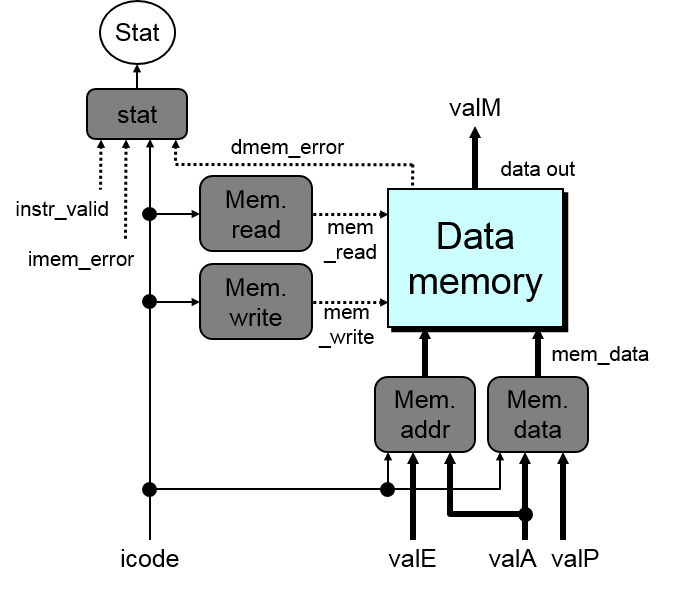 Stat
stat
valM
dmem_error
data out
instr_valid
Mem.
read
mem
_read
Data
memory
imem_error
Mem.
write
mem
_write
mem_data
Mem.
addr
Mem.
data
icode
valE
valA
valP